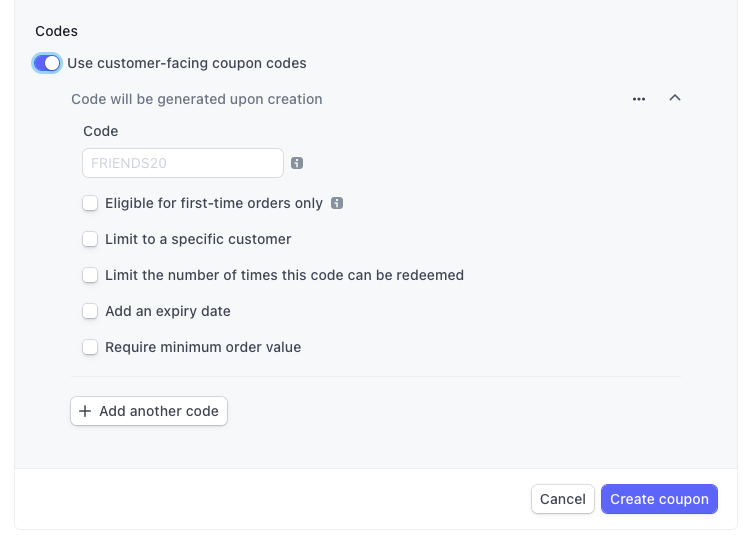 Codes
Use customer-facing coupon codes
Code will be generated upon creation
Code
FRIENDS20
Eligible for first-time orders only
Limit to a specific customer
Limit the number of times this code can be redeemed
Add an expiry date
Require minimum order value
Add another code
Cancel Create coupon